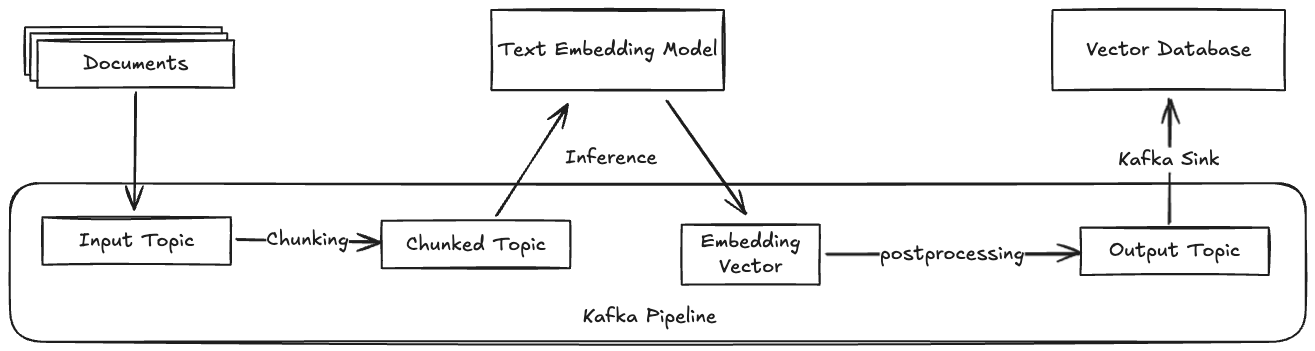 Documents
Text Embedding Model
Vector Database
Inference
Kafka Sink
Input Topic
Chunking
Chunked Topic
Embedding
Vector
postprocessing
Output Topic
Kafka Pipeline